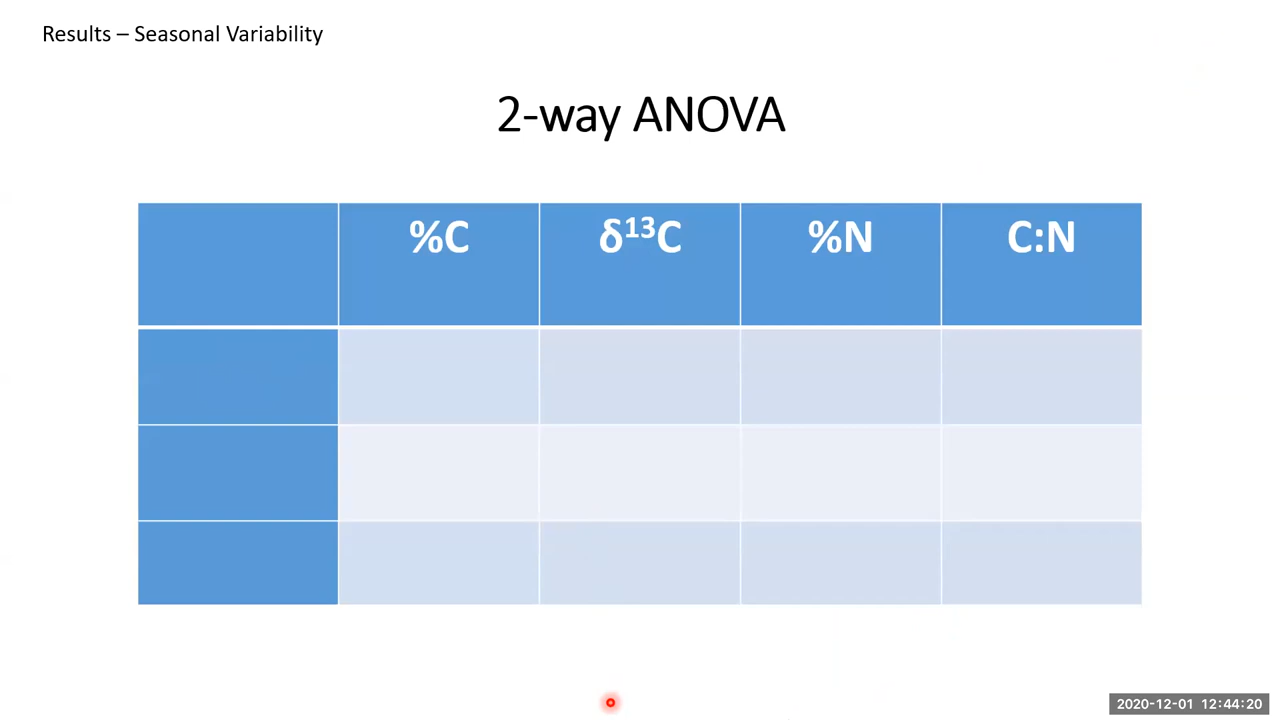 Results – Seasonal Variability
2-way ANOVA
%C δ¹³C %N C:N
2020-12-01 12:44:20